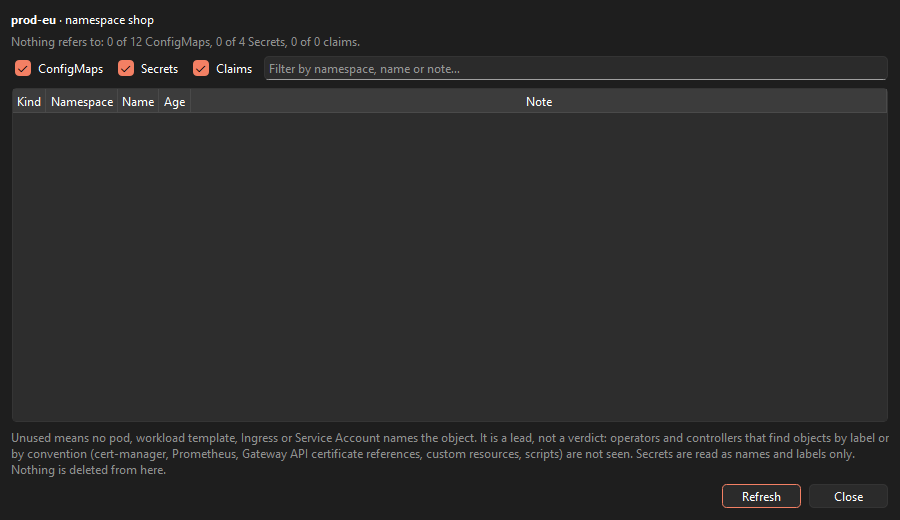 prod-eu · namespace shop
Nothing refers to: 0 of 12 ConfigMaps, 0 of 4 Secrets, 0 of 0 claims.
ConfigMaps Secrets Claims Filter by namespace, name or note...
Kind Namespace Name Age Note
Unused means no pod, workload template, Ingress or Service Account names the object. It is a lead, not a verdict: operators and controllers that find objects by label or
by convention (cert-manager, Prometheus, Gateway API certificate references, custom resources, scripts) are not seen. Secrets are read as names and labels only.
Nothing is deleted from here.
Refresh Close